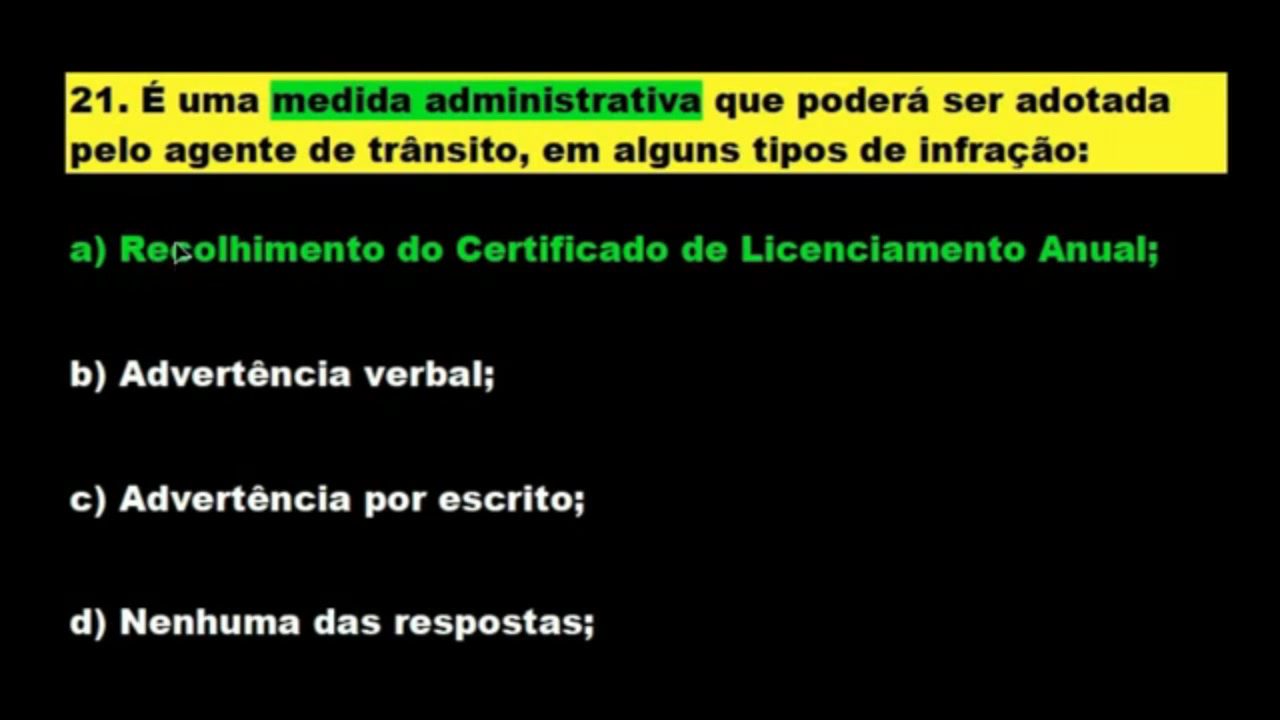 21. É uma medida administrativa que poderá ser adotada
pelo agente de trânsito, em alguns tipos de infração:
a) Recolhimento do Certificado de Licenciamento Anual;
b) Advertência verbal;
c) Advertência por escrito;
d) Nenhuma das respostas;